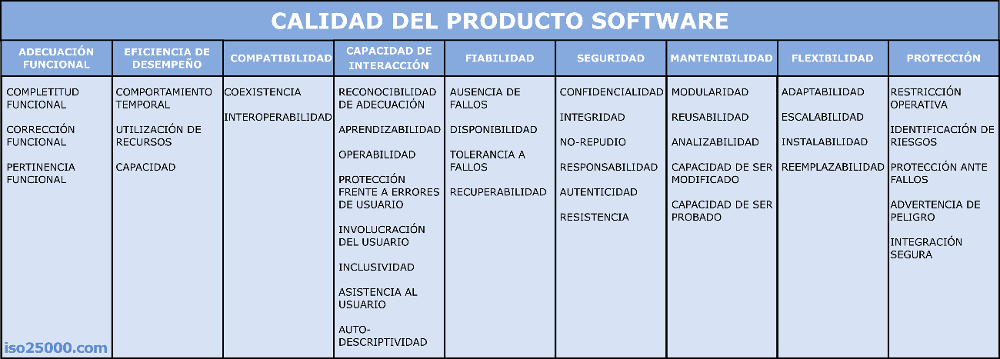 CALIDAD DEL PRODUCTO SOFTWARE
ADECUACIÓN
FUNCIONAL
EFICIENCIA DE
DESEMPEÑO
COMPATIBILIDAD
CAPACIDAD DE
INTERACCIÓN
FIABILIDAD
SEGURIDAD
MANTENIBILIDAD
FLEXIBILIDAD
PROTECCIÓN
COMPLETITUD
FUNCIONAL
CORRECCIÓN
FUNCIONAL
PERTINENCIA
FUNCIONAL
COMPORTAMIENTO
TEMPORAL
UTILIZACIÓN DE
RECURSOS
CAPACIDAD
COEXISTENCIA
INTEROPERABILIDAD
RECONOCIBILIDAD
DE ADECUACIÓN
APRENDIZABILIDAD
OPERABILIDAD
PROTECCIÓN
FRENTE A ERRORES
DE USUARIO
INVOLUCRACIÓN
DEL USUARIO
INCLUSIVIDAD
ASISTENCIA AL
USUARIO
AUTO-
DESCRIPTIVIDAD
AUSENCIA DE
FALLOS
DISPONIBILIDAD
TOLERANCIA A
FALLOS
RECUPERABILIDAD
CONFIDENCIALIDAD
INTEGRIDAD
NO-REPUDIO
RESPONSABILIDAD
AUTENTICIDAD
RESISTENCIA
MODULARIDAD
REUSABILIDAD
ANALIZABILIDAD
CAPACIDAD DE SER
MODIFICADO
CAPACIDAD DE SER
PROBADO
ADAPTABILIDAD
ESCALABILIDAD
INSTALABILIDAD
REEMPLAZABILIDAD
RESTRICCIÓN
OPERATIVA
IDENTIFICACIÓN DE
RIESGOS
PROTECCIÓN ANTE
FALLOS
ADVERTENCIA DE
PELIGRO
INTEGRACIÓN
SEGURA
iso25000.com